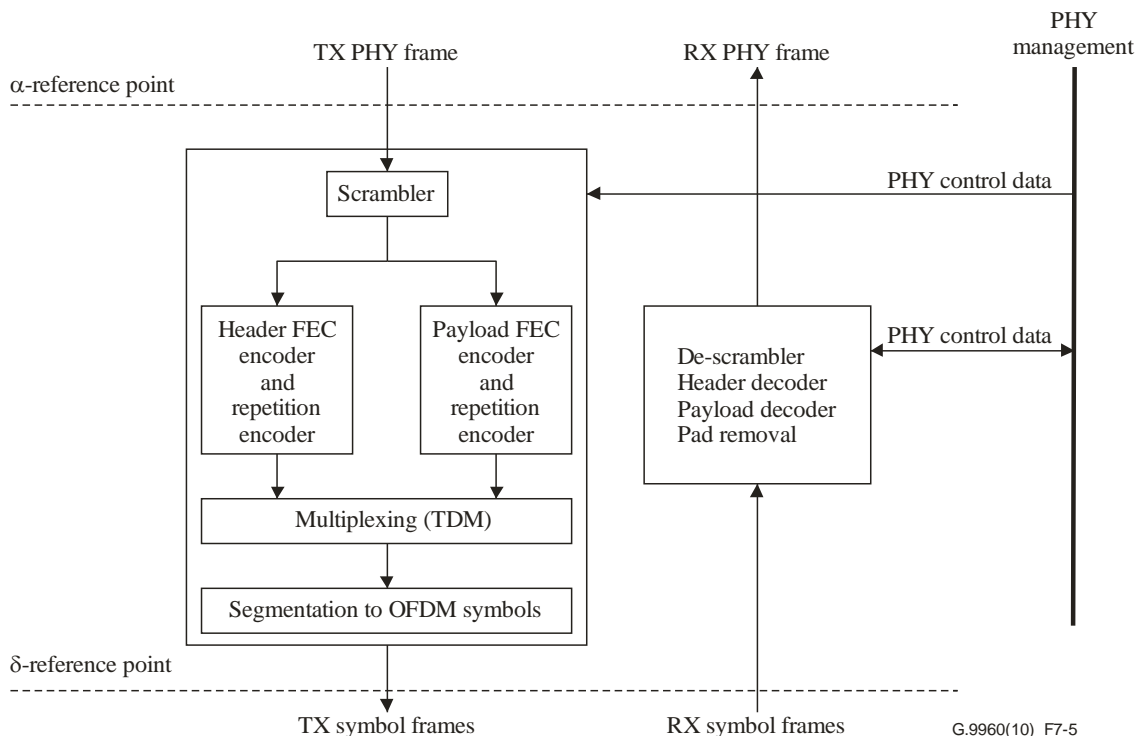 PHY
management
TX PHY frame
RX PHY frame
α-reference point
Scrambler
PHY control data
Header FEC
encoder
and
repetition
encoder
Payload FEC
encoder
and
repetition
encoder
PHY control data
De-scrambler
Header decoder
Payload decoder
Pad removal
Multiplexing (TDM)
Segmentation to OFDM symbols
δ-reference point
TX symbol frames
RX symbol frames
G.9960(10)_F7-5